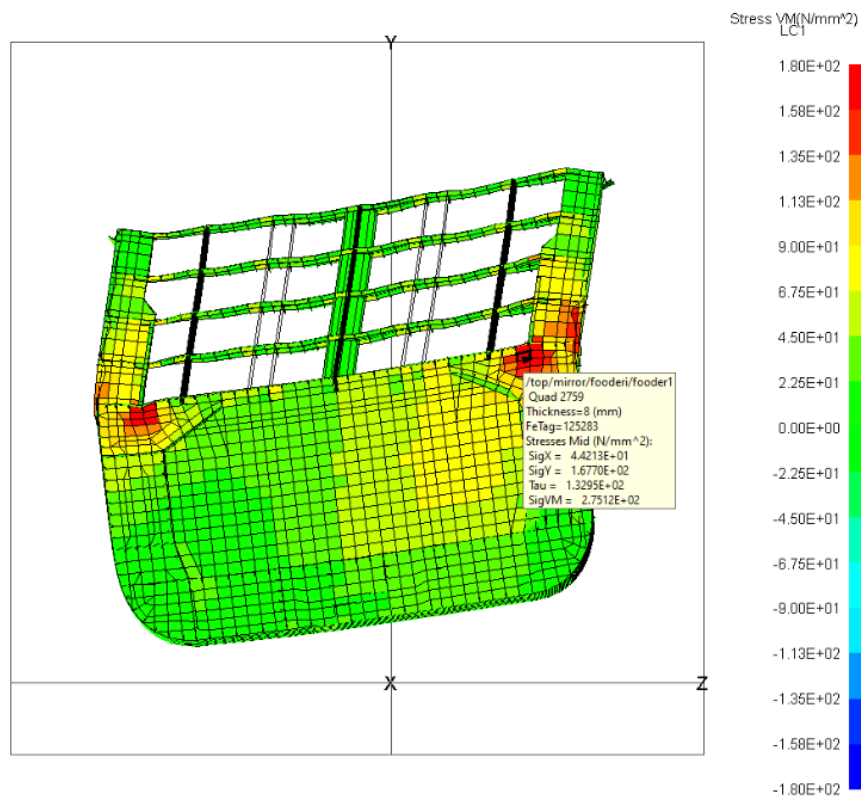 Stress VM(N/mm^2)
LC1
Y
1.80E+02
1.58E+02
1.35E+02
1.13E+02
9.00E+01
6.75E+01
4.50E+01
2.25E+01
0.00E+00
-2.25E+01
-4.50E+01
-6.75E+01
-9.00E+01
-1.13E+02
-1.35E+02
-1.58E+02
-1.80E+02
/top/mirror/fooderi/fooder1
Quad 2759
Thickness=8 (mm)
FeTag=125283
Stresses Mid (N/mm^2):
SigX = 4.4213E+01
SigY = 1.6770E+02
Tau = 1.3295E+02
SigVM = 2.7512E+02
X
Z